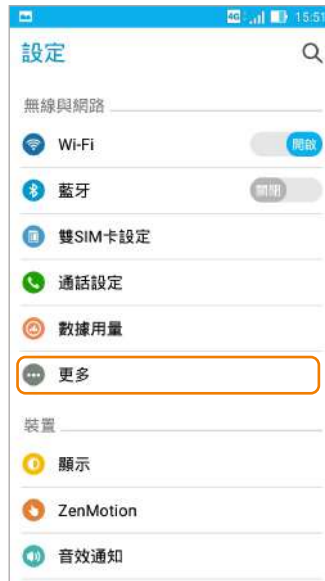 4G 15:51
設定
無線與網路
Wi-Fi 開啟
藍牙 關閉
雙SIM卡設定
通話設定
數據用量
更多
裝置
顯示
ZenMotion
音效通知